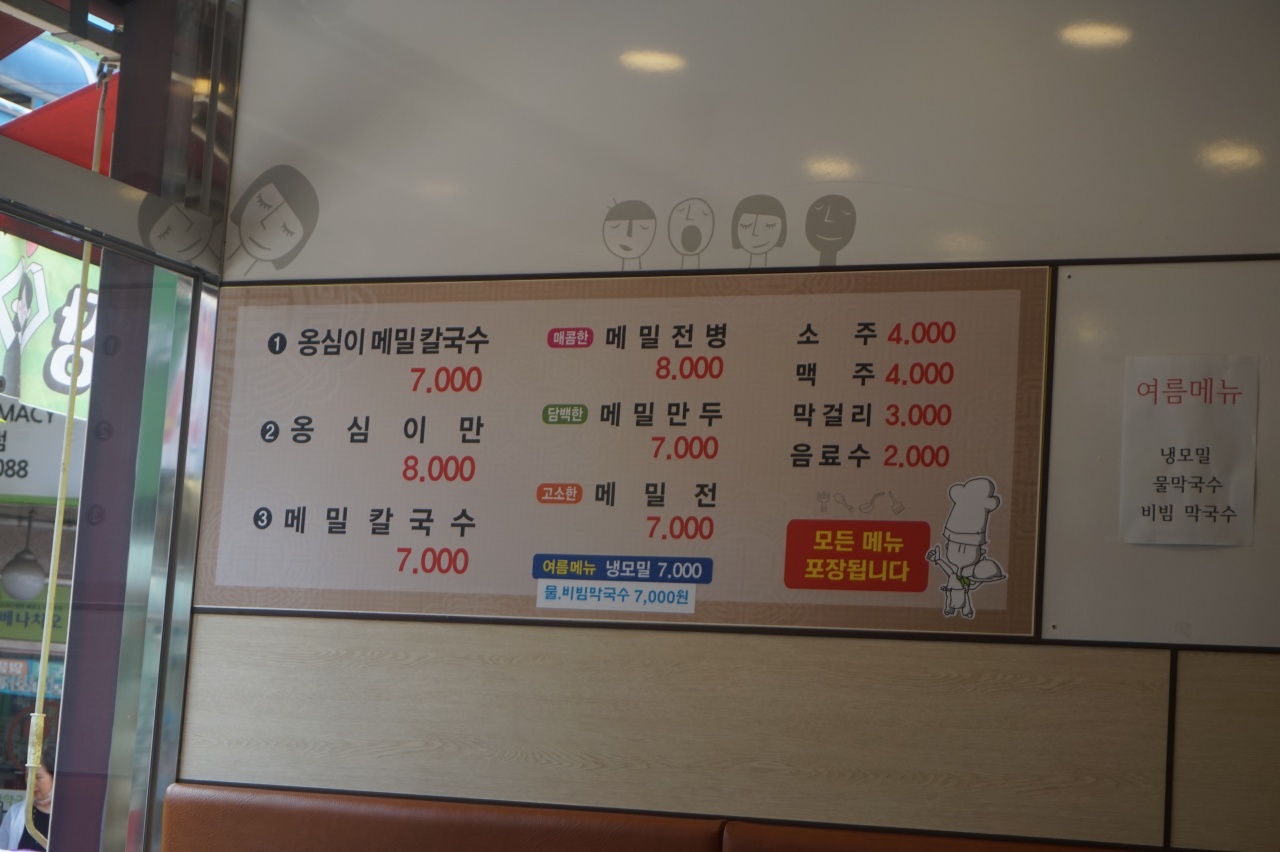 ❶ 옹심이 메밀칼국수
7.000
❷ 옹심이만
8.000
❸ 메밀칼국수
7.000
매콤한 메밀전병
8.000
담백한 메밀만두
7.000
고소한 메밀전
7.000
여름메뉴 냉모밀 7.000
물.비빔막국수 7,000원
소주 4.000
맥주 4.000
막걸리 3.000
음료수 2.000
모든 메뉴
포장됩니다
여름메뉴
냉모밀
물막국수
비빔 막국수
MACY
088
베나치오